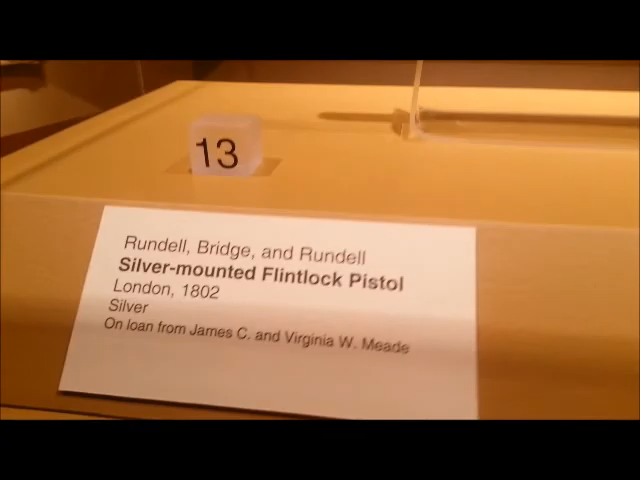 13
Rundell, Bridge, and Rundell
Silver-mounted Flintlock Pistol
London, 1802
Silver
On loan from James C. and Virginia W. Meade